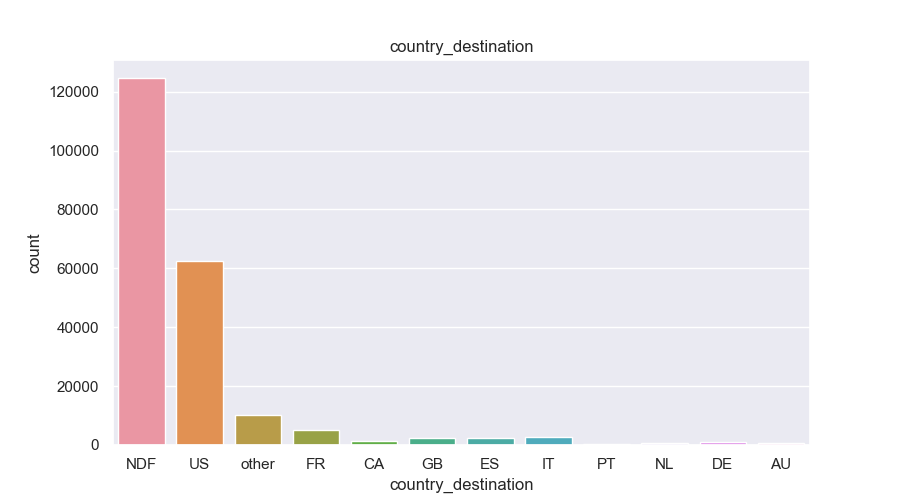 country_destination
120000
100000
80000
60000
40000
20000
0
count
NDF US other FR CA GB ES IT PT NL DE AU
country_destination